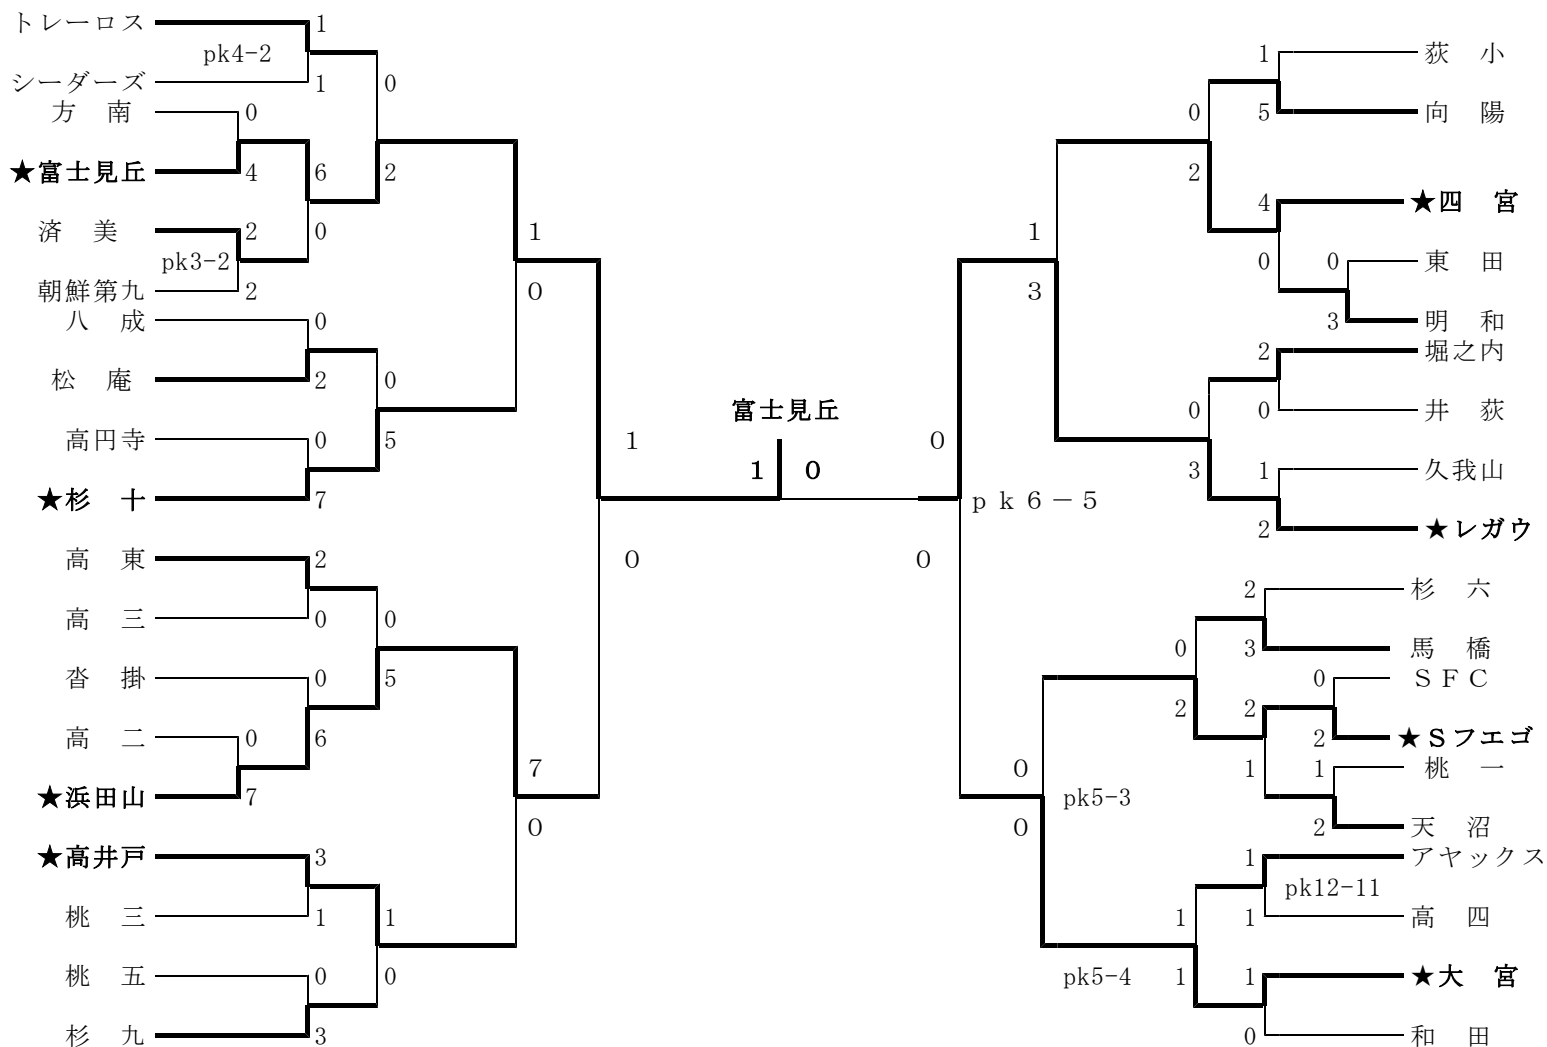 トレーロス 1
pk4-2
シーダーズ 1
0
方　南 0
★富士見丘 4
6
2
済　美 2
0
pk3-2
朝鮮第九 2
1
0
八　成 0
松　庵 2
0
高円寺 0
5
★杉　十 7
1
0
高　東 2
高　三 0
0
沓　掛 0
5
高　二 0
6
★浜田山 7
7
0
★高井戸 3
桃　三 1
1
桃　五 0
0
杉　九 3
富士見丘
1 0
1 荻　小
5 向　陽
0
2
4 ★四　宮
0
0 東　田
3 明　和
1
3
2 堀之内
0 井　荻
0
3
1 久我山
2 ★レガウ
0
ｐｋ６－５
0
2 杉　六
3 馬　橋
0
2
2
0 ＳＦＣ
2 ★Ｓフエゴ
1
1 桃　一
2 天　沼
0
pk5-3
0
1 アヤックス
pk12-11
1 高　四
1
pk5-4 1
1 ★大　宮
0 和　田